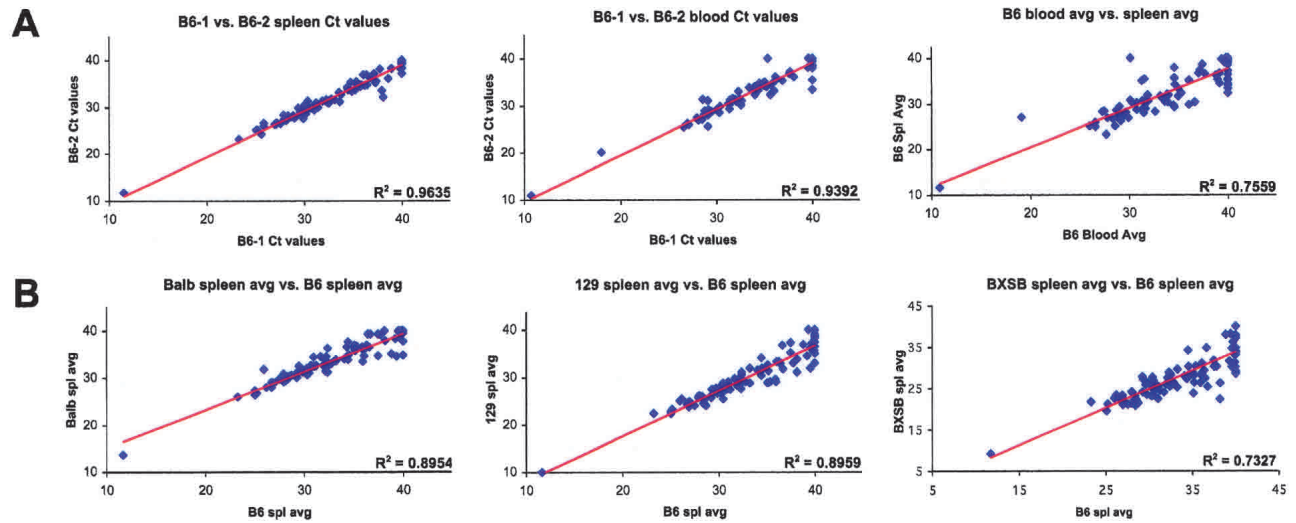 A
B6-1 vs. B6-2 spleen Ct values
B6-2 Ct values
40
30
20
10
10
20
30
40
R² = 0.9635
B6-1 Ct values
B6-1 vs. B6-2 blood Ct values
B6-2 Ct values
40
30
20
10
10
20
30
40
R² = 0.9392
B6-1 Ct values
B6 blood avg vs. spleen avg
B6 Spl Avg
40
30
20
10
10
20
30
40
R² = 0.7559
B6 Blood Avg
B
Balb spleen avg vs. B6 spleen avg
Balb spl avg
40
30
20
10
10
20
30
40
R² = 0.8954
B6 spl avg
129 spleen avg vs. B6 spleen avg
129 spl avg
40
30
20
10
10
20
30
40
R² = 0.8959
B6 spl avg
BXSB spleen avg vs. B6 spleen avg
BXSB spl avg
45
35
25
15
5
5
15
25
35
45
R² = 0.7327
B6 spl avg